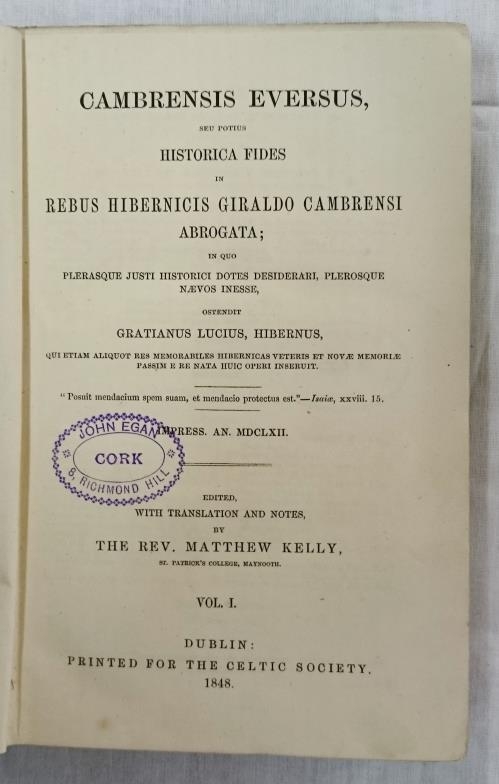 CAMBRENSIS EVERSUS,
SEU POTIUS
HISTORICA FIDES
IN
REBUS HIBERNICIS GIRALDO CAMBRENSI
ABROGATA;
IN QUO
PLERASQUE JUSTI HISTORICI DOTES DESIDERARI, PLEROSQUE
NÆVOS INESSE,
OSTENDIT
GRATIANUS LUCIUS, HIBERNUS,
QUI ETIAM ALIQUOT RES MEMORABILES HIBERNICAS VETERIS ET NOVÆ MEMORIÆ
PASSIM E RE NATA HUIC OPERI INSERUIT.
“ Posuit mendacium spem suam, et mendacio protectus est.”—Isaiæ, xxviii. 15.
IMPRESS. AN. MDCLXII.
JOHN EGAN
CORK
6, RICHMOND HILL
EDITED,
WITH TRANSLATION AND NOTES,
BY
THE REV. MATTHEW KELLY,
ST. PATRICK'S COLLEGE, MAYNOOTH.
VOL. I.
DUBLIN:
PRINTED FOR THE CELTIC SOCIETY.
1848.